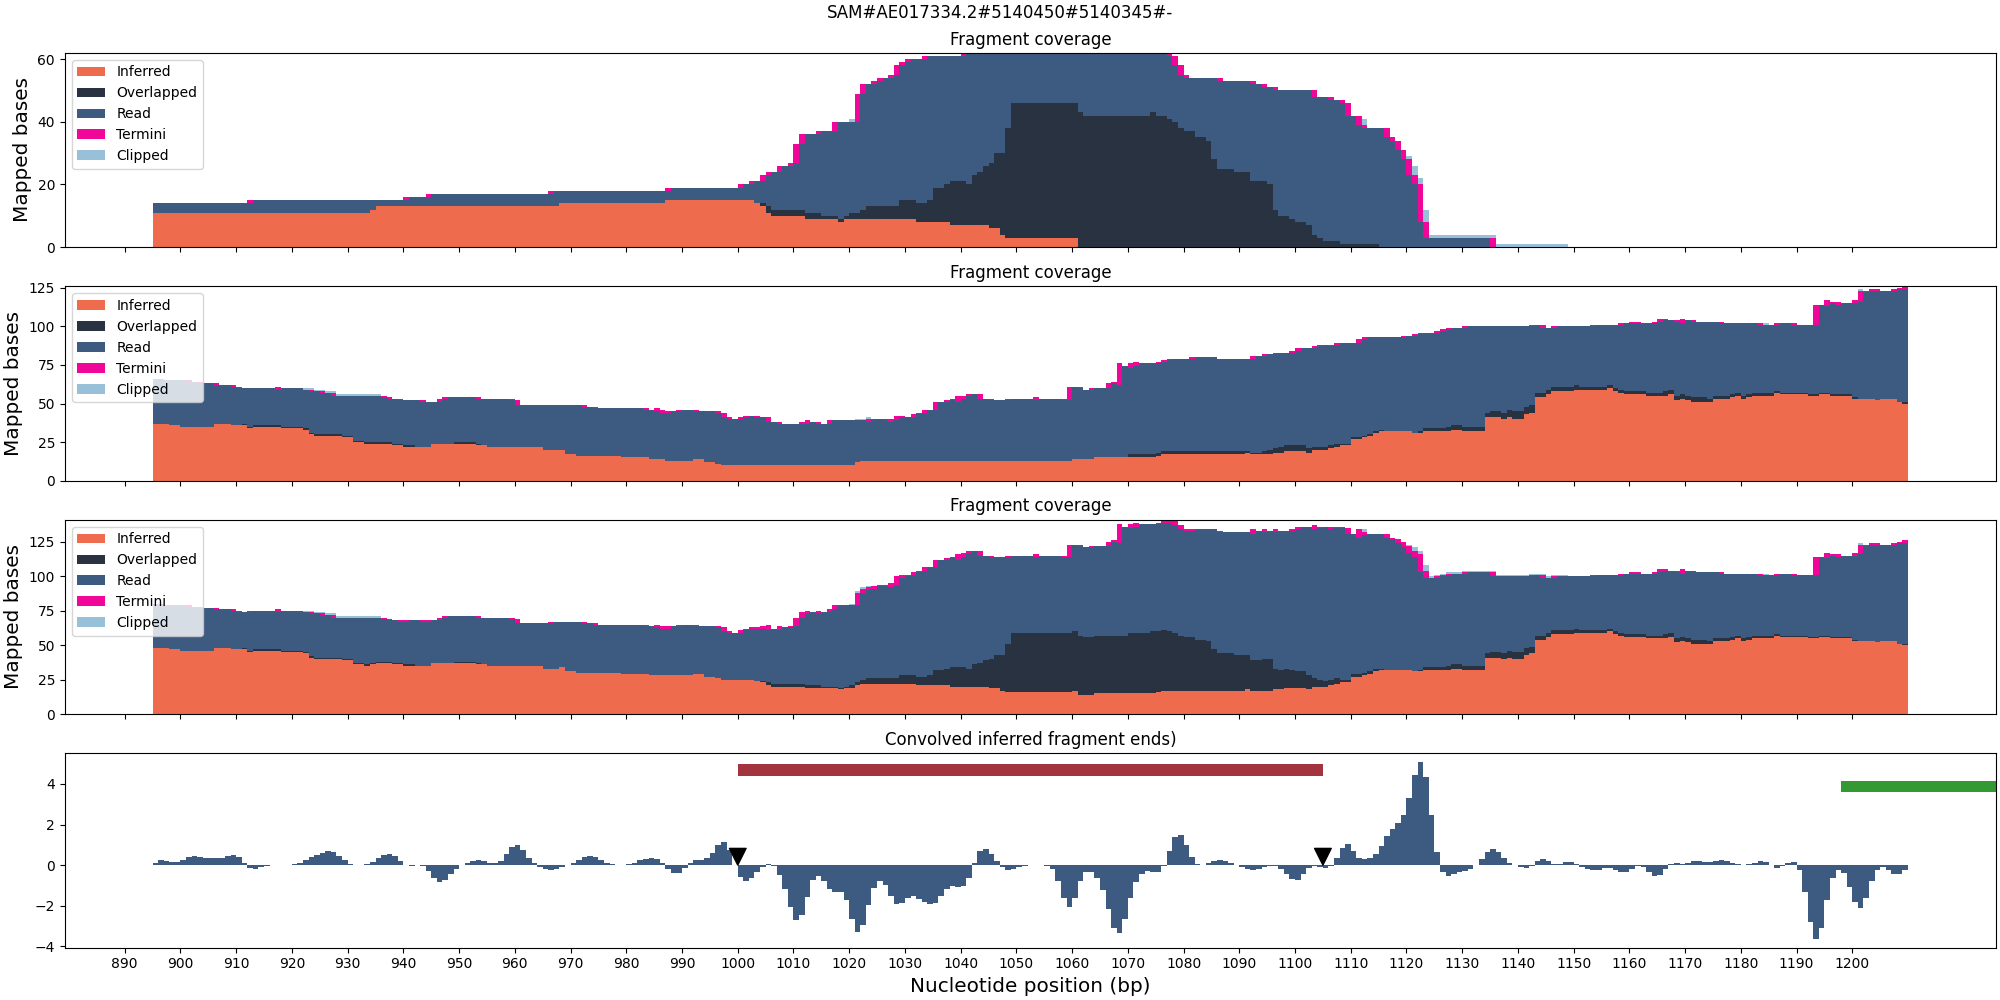 SAM#AE017334.2#5140450#5140345#-
Fragment coverage
Mapped bases
60
40
20
0
Inferred
Overlapped
Read
Termini
Clipped
Fragment coverage
Mapped bases
125
100
75
50
25
0
Inferred
Overlapped
Read
Termini
Clipped
Fragment coverage
Mapped bases
125
100
75
50
25
0
Inferred
Overlapped
Read
Termini
Clipped
Convolved inferred fragment ends)
4
2
0
−2
−4
890 900 910 920 930 940 950 960 970 980 990 1000 1010 1020 1030 1040 1050 1060 1070 1080 1090 1100 1110 1120 1130 1140 1150 1160 1170 1180 1190 1200
Nucleotide position (bp)